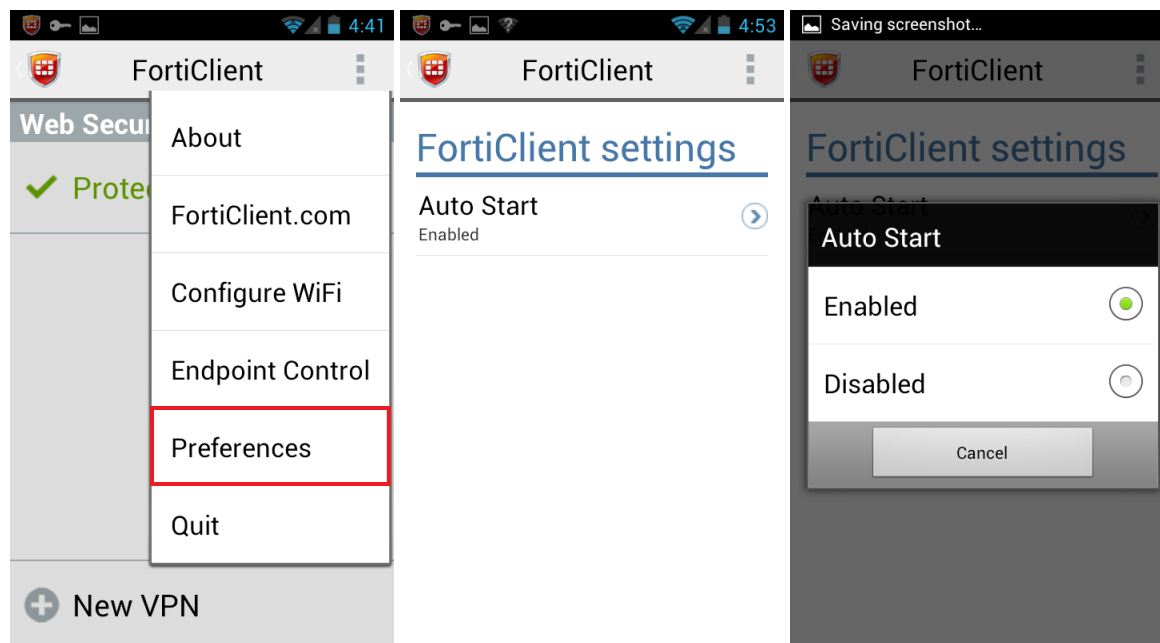 4:41
FortiClient
Web Secu
Prote
About
FortiClient.com
Configure WiFi
Endpoint Control
Preferences
Quit
New VPN
4:53
FortiClient
FortiClient settings
Auto Start
Enabled
Saving screenshot...
FortiClient
FortiClient settings
Auto Start
Auto Start
Enabled
Disabled
Cancel